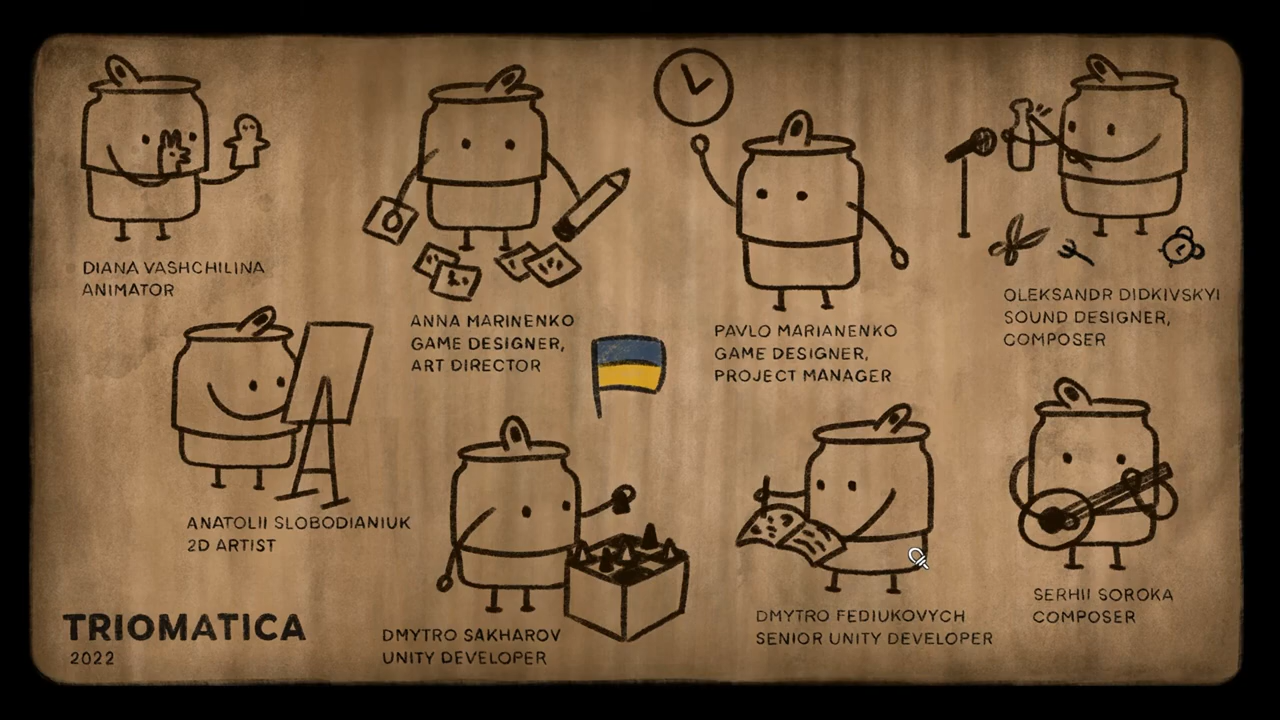 DIANA VASHCHILINA
ANIMATOR
ANNA MARINENKO
GAME DESIGNER,
ART DIRECTOR
PAVLO MARIANENKO
GAME DESIGNER,
PROJECT MANAGER
OLEKSANDR DIDKIVSKYI
SOUND DESIGNER,
COMPOSER
ANATOLII SLOBODIANIUK
2D ARTIST
DMYTRO SAKHAROV
UNITY DEVELOPER
DMYTRO FEDIUKOVYCH
SENIOR UNITY DEVELOPER
SERHII SOROKA
COMPOSER
TRIOMATICA
2022